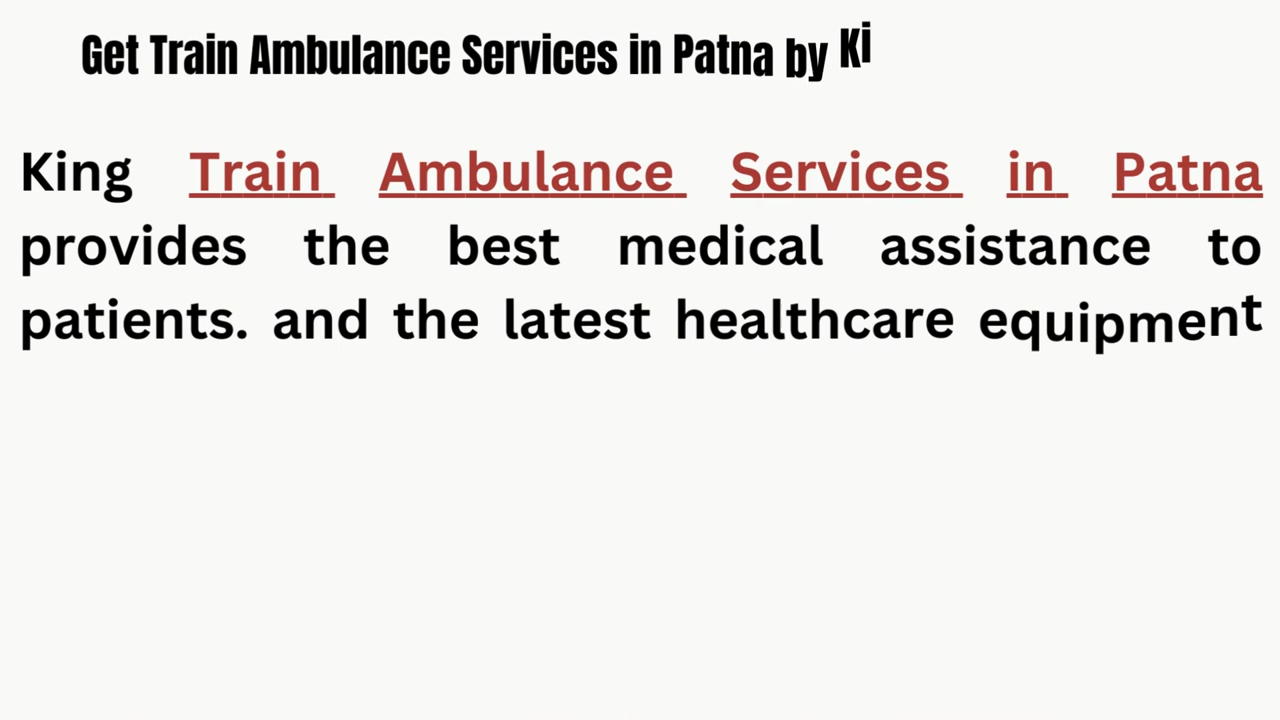 Get Train Ambulance Services in Patna by Ki
King Train Ambulance Services in Patna
provides the best medical assistance to
patients. and the latest healthcare equipment